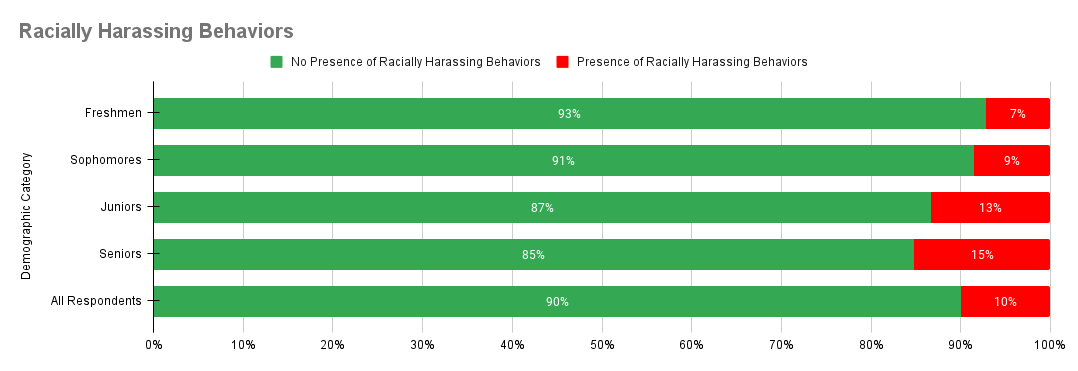 Racially Harassing Behaviors
No Presence of Racially Harassing Behaviors Presence of Racially Harassing Behaviors
Demographic Category
Freshmen 93% 7%
Sophomores 91% 9%
Juniors 87% 13%
Seniors 85% 15%
All Respondents 90% 10%
0% 10% 20% 30% 40% 50% 60% 70% 80% 90% 100%